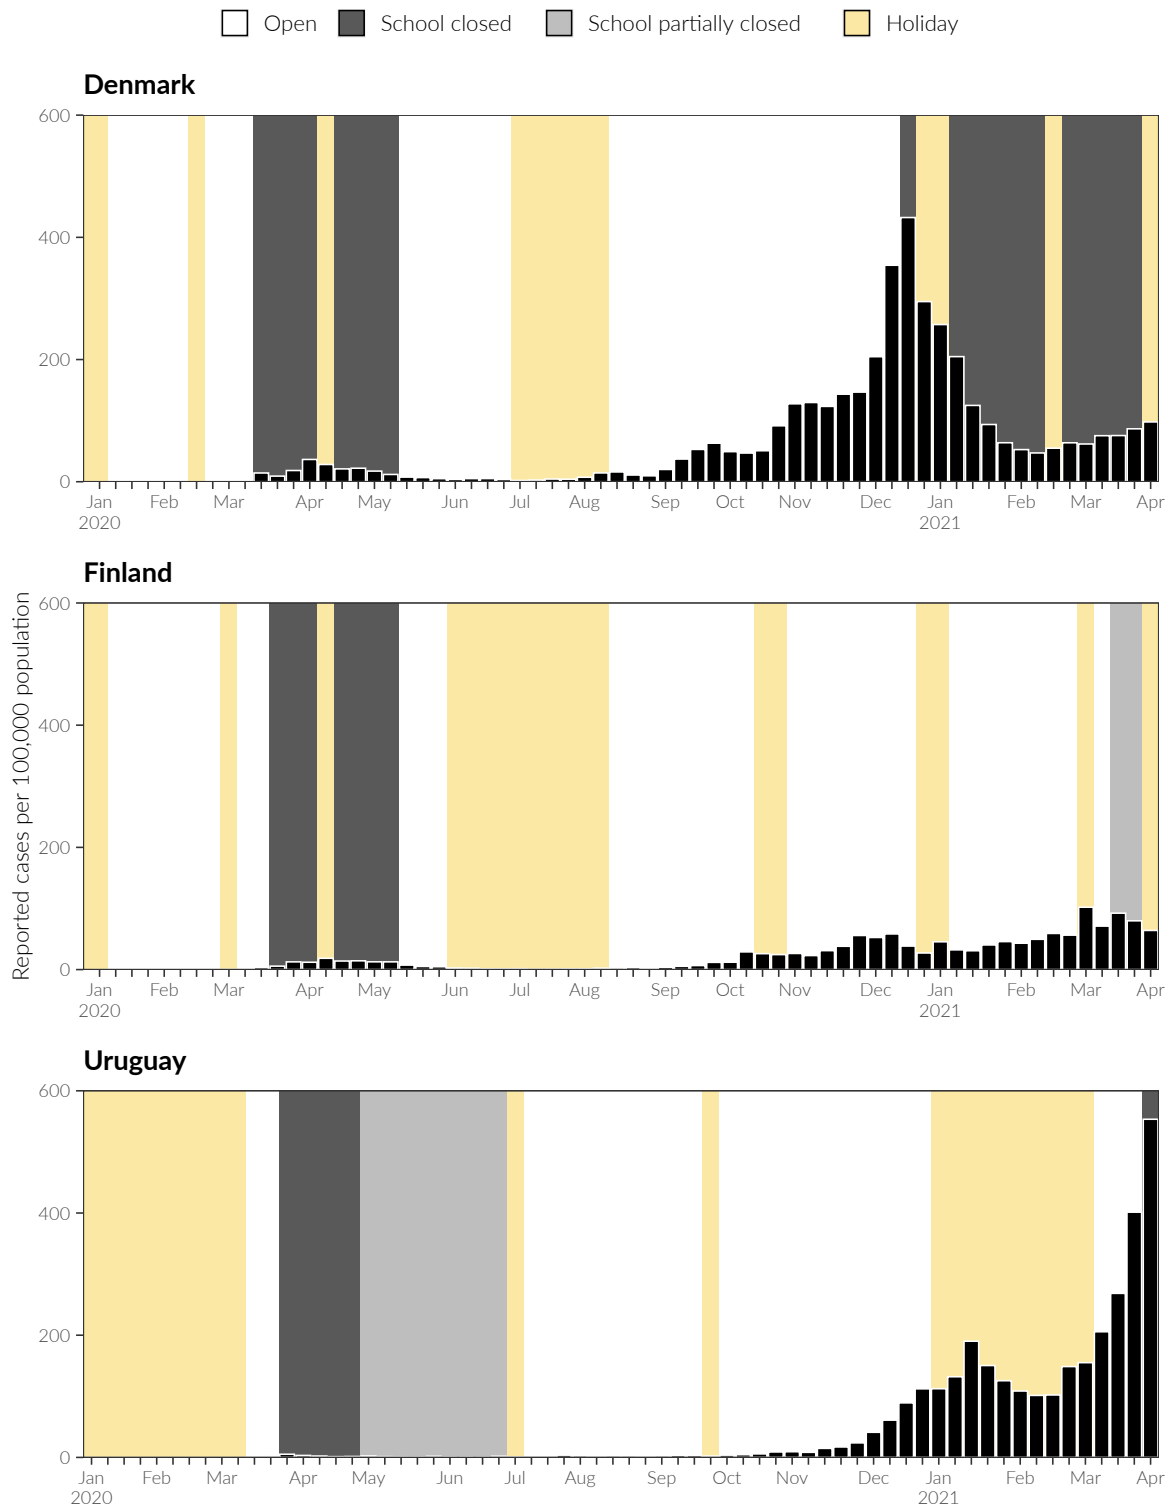 Open School closed School partially closed Holiday
Denmark
600
400
200
0
Jan Feb Mar Apr May Jun Jul Aug Sep Oct Nov Dec Jan Feb Mar Apr
2020 2021
Finland
Reported cases per 100,000 population
600
400
200
0
Jan Feb Mar Apr May Jun Jul Aug Sep Oct Nov Dec Jan Feb Mar Apr
2020 2021
Uruguay
600
400
200
0
Jan Feb Mar Apr May Jun Jul Aug Sep Oct Nov Dec Jan Feb Mar Apr
2020 2021